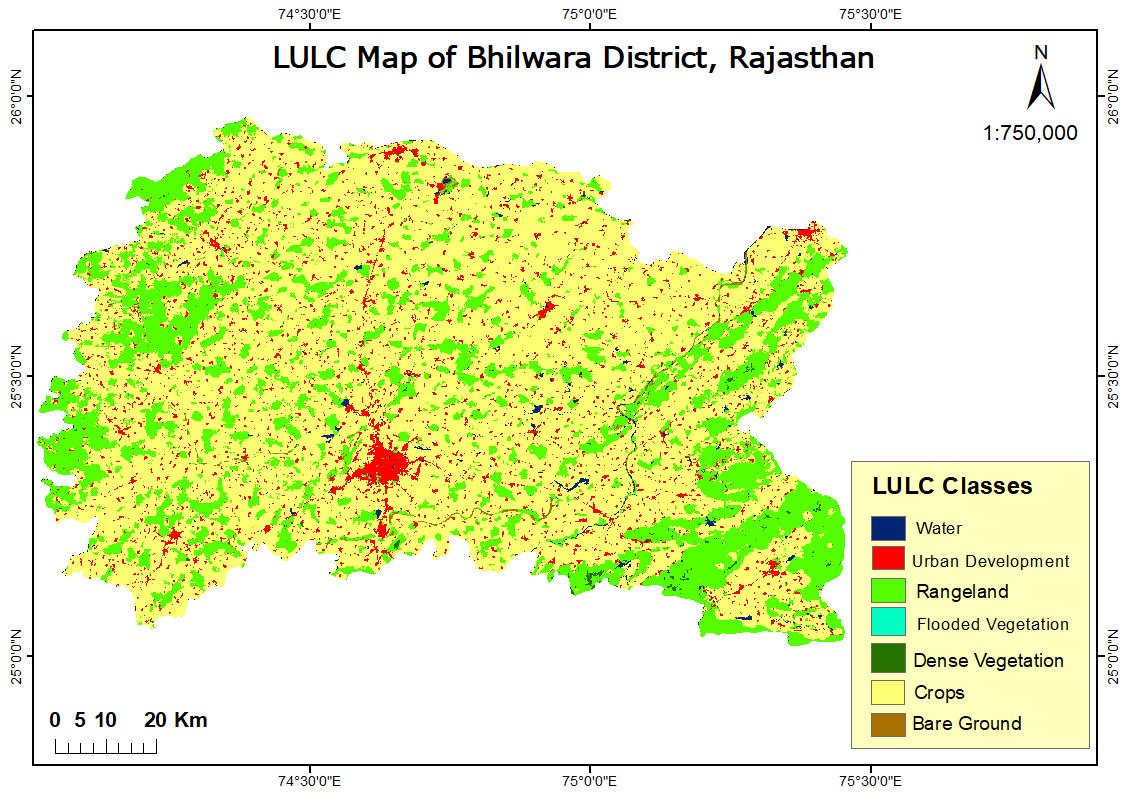 74°30'0"E 75°0'0"E 75°30'0"E
LULC Map of Bhilwara District, Rajasthan
N
1:750,000
26°0'0"N 26°0'0"N
25°30'0"N 25°30'0"N
LULC Classes
Water
Urban Development
Rangeland
Flooded Vegetation
Dense Vegetation
Crops
Bare Ground
25°0'0"N 25°0'0"N
0 5 10 20 Km
74°30'0"E 75°0'0"E 75°30'0"E